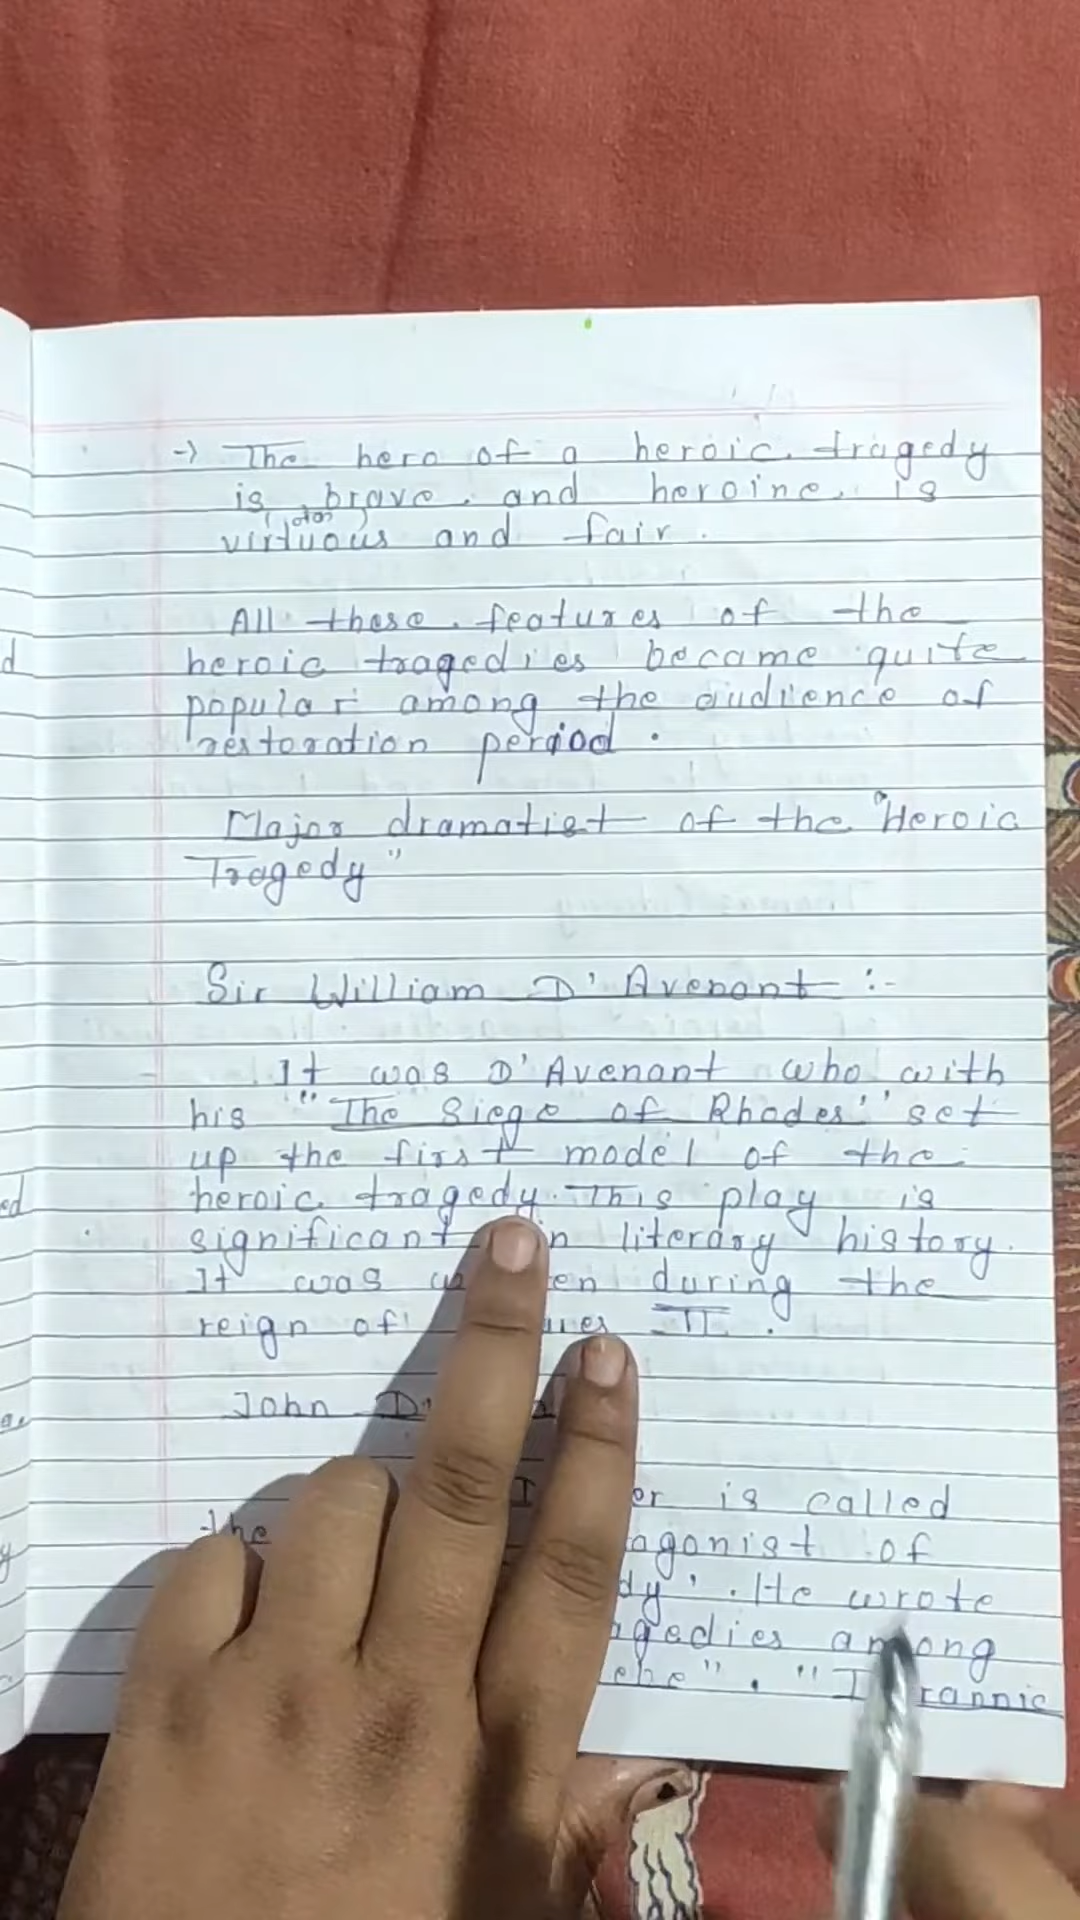 -> The hero of a heroic tragedy
is brave and heroine is
virtuous and fair.
All these features of the
heroic tragedies became quite
popular among the audience of
restoration period.
Major dramatist of the "Heroic
Tragedy"
Sir William D'Avenant :-
It was D'Avenant who with
his "The Siege of Rhodes" set
up the first model of the
heroic tragedy. This play is
significant in literary history.
It was during the
reign of II.
John
is called
the of
He wrote
among